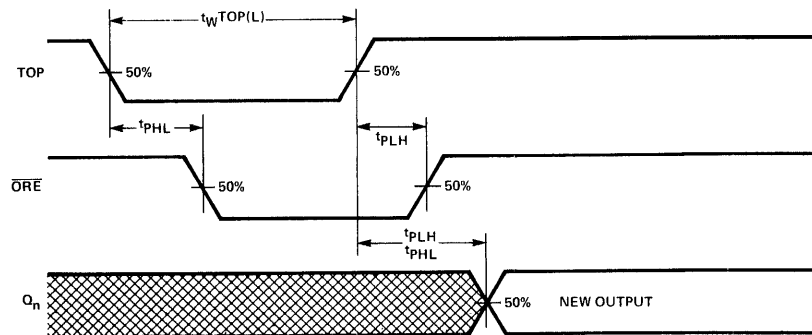 tWTOP(L)
TOP
50%
50%
tPHL
tPLH
ORE
50%
50%
tPLH
tPHL
Qn
50%
NEW OUTPUT